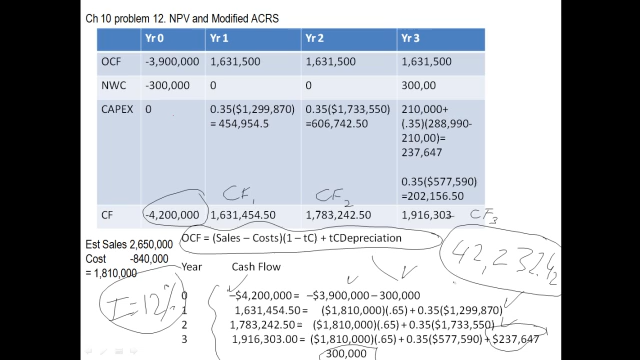 Ch 10 problem 12. NPV and Modified ACRS
Yr 0 Yr 1 Yr 2 Yr 3
OCF -3,900,000 1,631,500 1,631,500 1,631,500
NWC -300,000 0 0 300,00
CAPEX 0 0.35($1,299,870) 0.35($1,733,550) 210,000+
= 454,954.5 =606,742.50 (.35)(288,990-
210,00)=
237,647
0.35($577,590)
=202,156.50
CF1 CF2
CF -4,200,000 1,631,454.50 1,783,242.50 1,916,303 CF3
OCF = (Sales – Costs)(1 – tC) + tCDepreciation
Est Sales 2,650,000
Cost -840,000
= 1,810,000
Year Cash Flow
42,232.42
I=12%
0 –$4,200,000 = –$3,900,000 – 300,000
1 1,631,454.50 = ($1,810,000)(.65) + 0.35($1,299,870)
2 1,783,242.50 = ($1,810,000)(.65) + 0.35($1,733,550)
3 1,916,303.00 = ($1,810,000)(.65) + 0.35($577,590) + $237,647
300,000